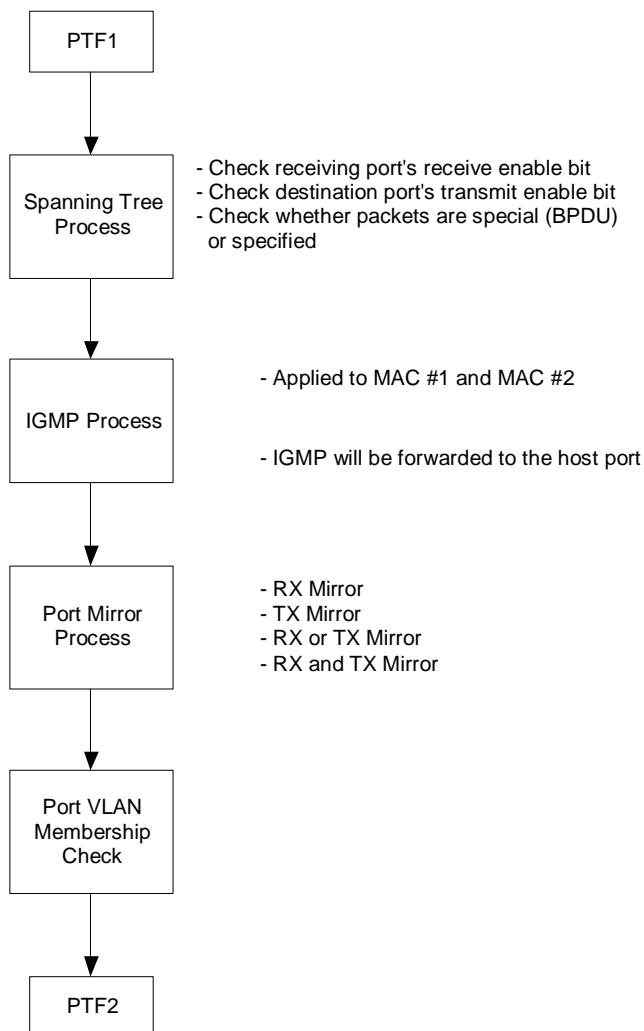 PTF1
Spanning Tree
Process
- Check receiving port's receive enable bit
- Check destination port's transmit enable bit
- Check whether packets are special (BPDU)
or specified
IGMP Process
- Applied to MAC #1 and MAC #2
- IGMP will be forwarded to the host port
Port Mirror
Process
- RX Mirror
- TX Mirror
- RX or TX Mirror
- RX and TX Mirror
Port VLAN
Membership
Check
PTF2